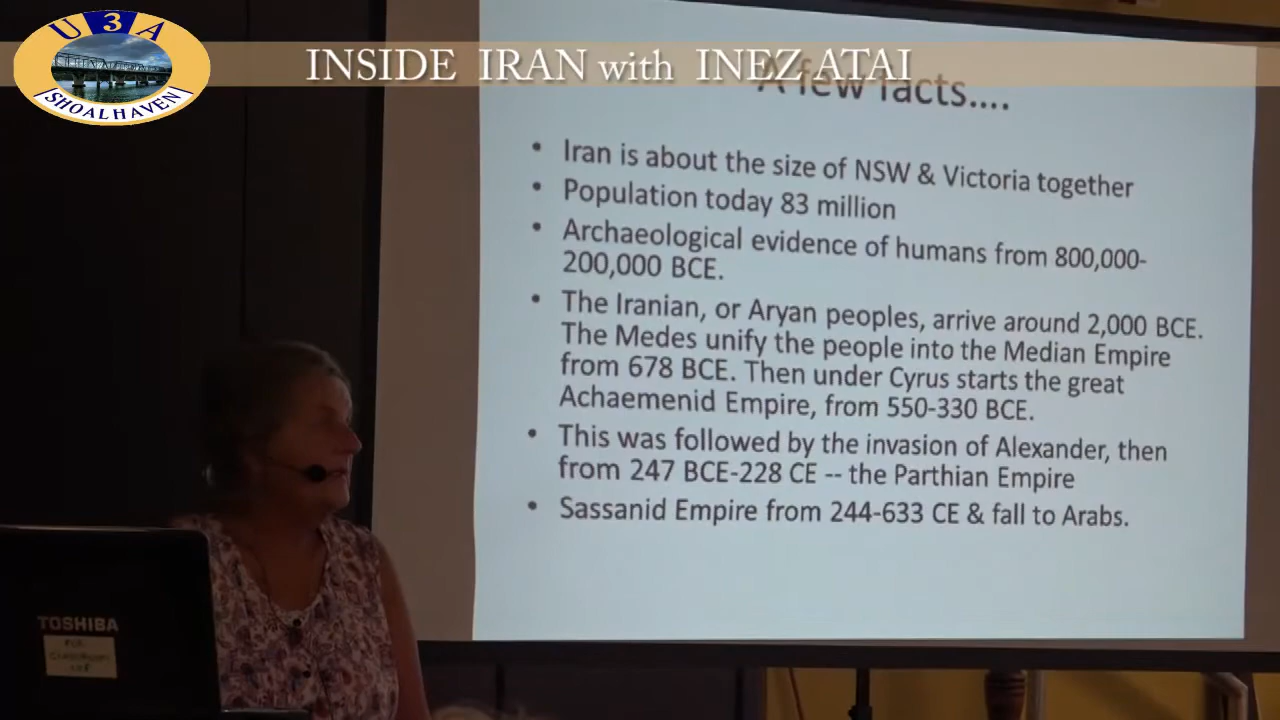 U 3 A
SHOALHAVEN
INSIDE IRAN with INEZ ATAI
A few facts....
• Iran is about the size of NSW & Victoria together
• Population today 83 million
• Archaeological evidence of humans from 800,000-
200,000 BCE.
• The Iranian, or Aryan peoples, arrive around 2,000 BCE.
The Medes unify the people into the Median Empire
from 678 BCE. Then under Cyrus starts the great
Achaemenid Empire, from 550-330 BCE.
• This was followed by the invasion of Alexander, then
from 247 BCE-228 CE -- the Parthian Empire
• Sassanid Empire from 244-633 CE & fall to Arabs.
TOSHIBA